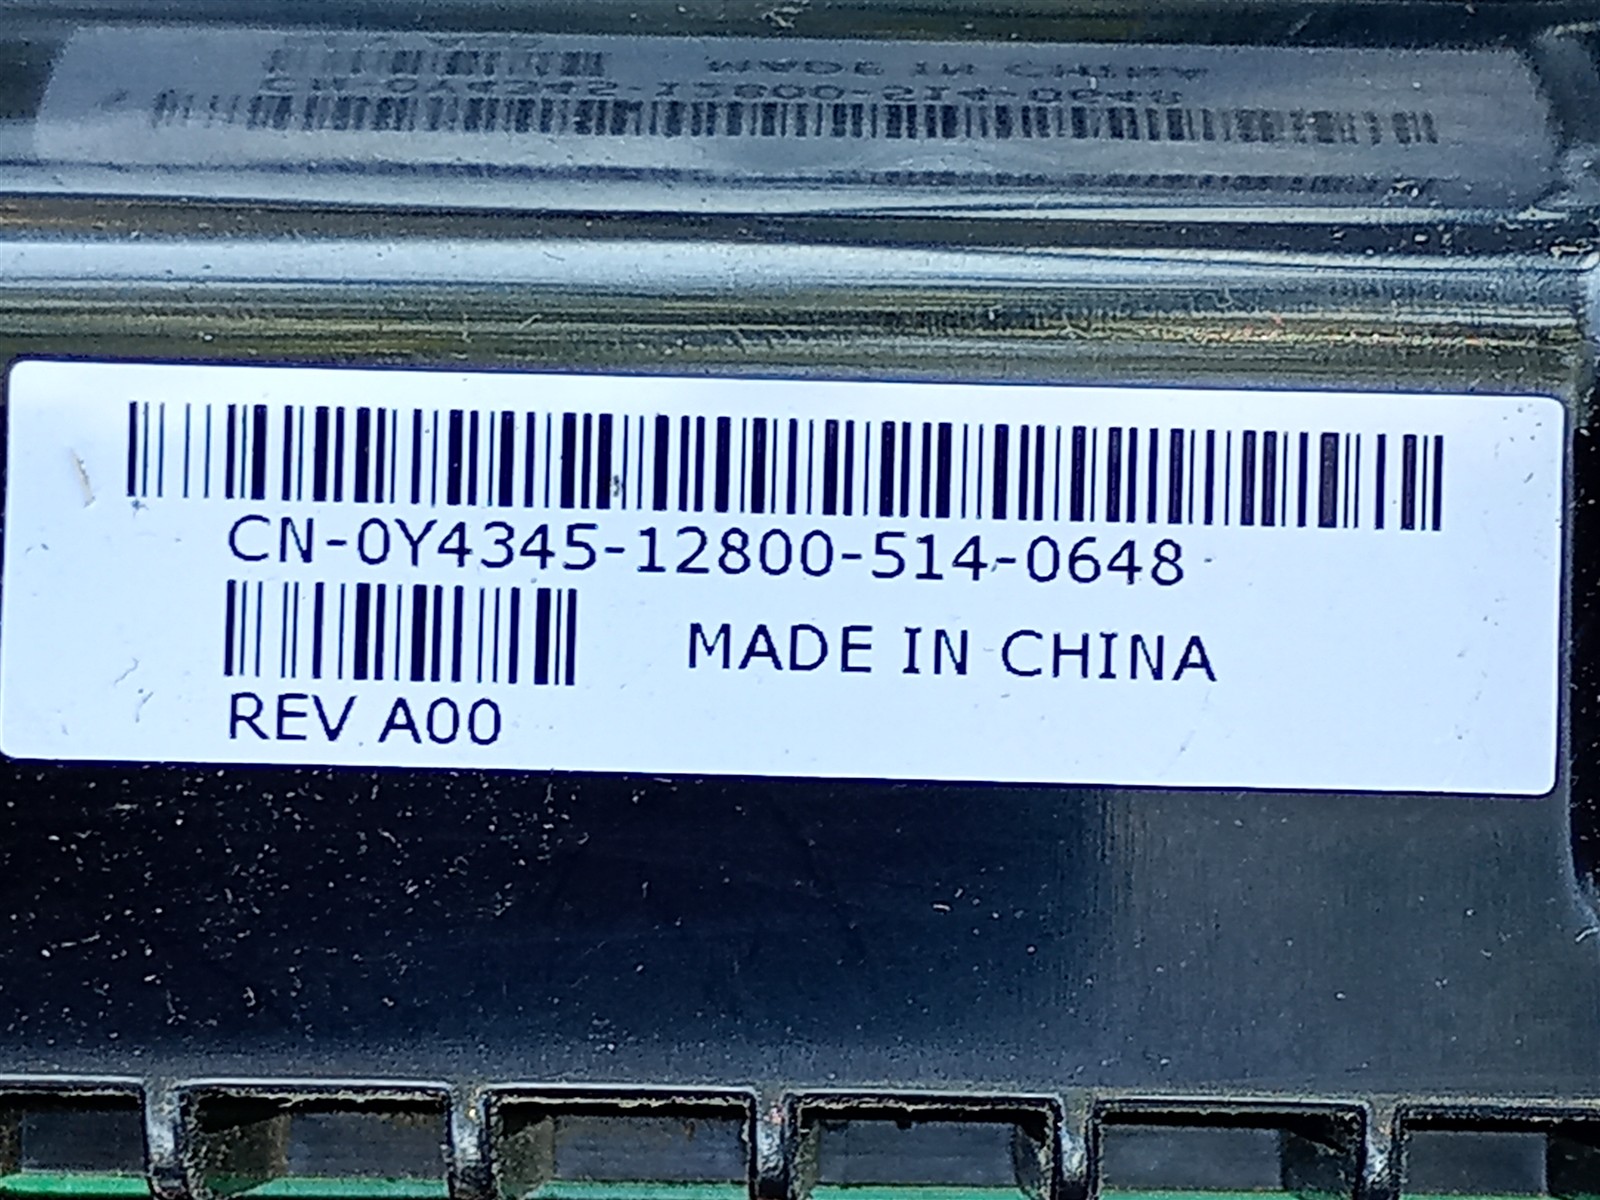 CN-0Y4345-12800-514-0648
MADE IN CHINA
REV A00